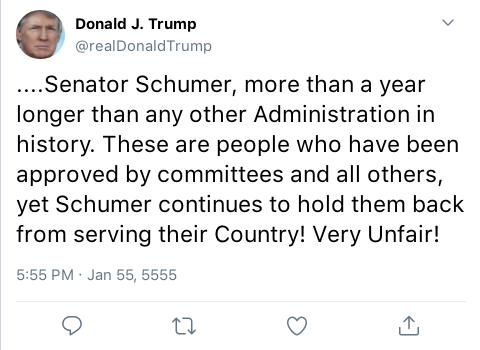 Donald J. Trump
@realDonaldTrump
....Senator Schumer, more than a year
longer than any other Administration in
history. These are people who have been
approved by committees and all others,
yet Schumer continues to hold them back
from serving their Country! Very Unfair!
5:55 PM · Jan 55, 5555